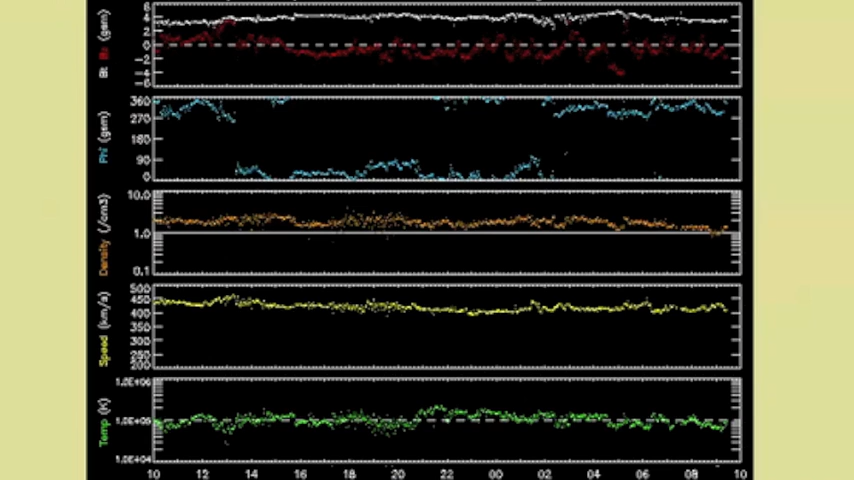 6
4
2
0
-2
-4
-6
Bt Bz (gsm)
360
270
180
90
0
Phi (gsm)
10.0
1.0
0.1
Density (/cm3)
500
450
400
350
300
250
200
Speed (km/s)
1.0E+06
1.0E+05
1.0E+04
Temp (K)
10 12 14 16 18 20 22 00 02 04 06 08 10